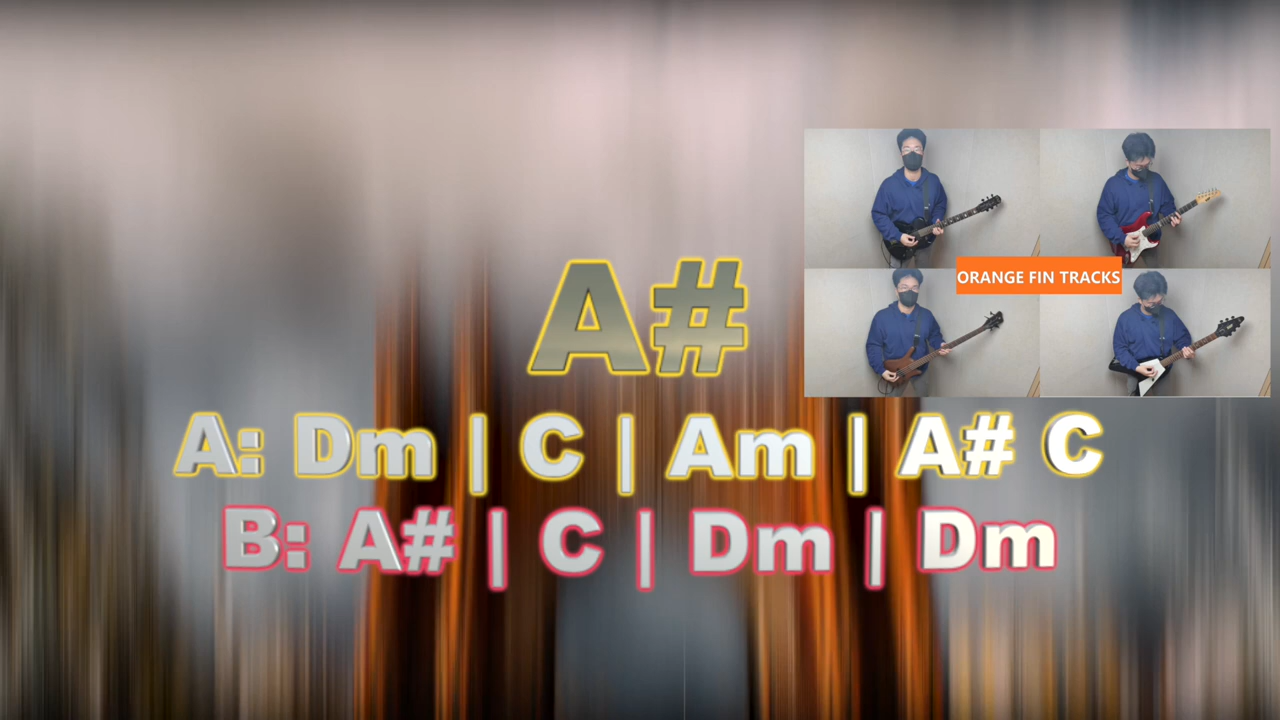 ORANGE FIN TRACKS
A#
A: Dm | C | Am | A# C
B: A# | C | Dm | Dm